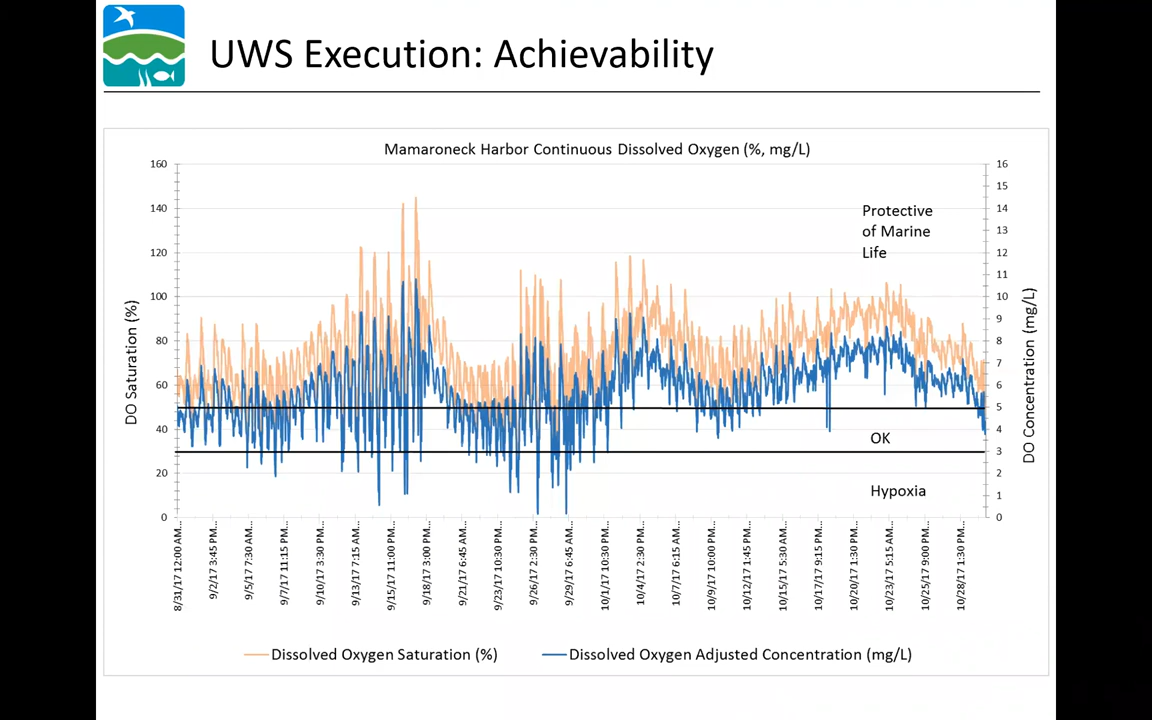 UWS Execution: Achievability
Mamaroneck Harbor Continuous Dissolved Oxygen (%, mg/L)
160
140
120
100
80
60
40
20
0
DO Saturation (%)
16
15
14
13
12
11
10
9
8
7
6
5
4
3
2
1
0
DO Concentration (mg/L)
Protective
of Marine
Life
OK
Hypoxia
8/31/17 12:00 AM...
9/2/17 3:45 PM...
9/5/17 7:30 AM...
9/7/17 11:15 PM...
9/10/17 3:30 PM...
9/13/17 7:15 AM...
9/15/17 11:00 PM...
9/18/17 3:00 PM...
9/21/17 6:45 AM...
9/23/17 10:30 PM...
9/26/17 2:30 PM...
9/29/17 6:45 AM...
10/1/17 10:30 PM...
10/4/17 2:30 PM...
10/7/17 6:15 AM...
10/9/17 10:00 PM...
10/12/17 1:45 PM...
10/15/17 5:30 AM...
10/17/17 9:15 PM...
10/20/17 1:30 PM...
10/23/17 5:15 AM...
10/25/17 9:00 PM...
10/28/17 1:30 PM...
Dissolved Oxygen Saturation (%)
Dissolved Oxygen Adjusted Concentration (mg/L)